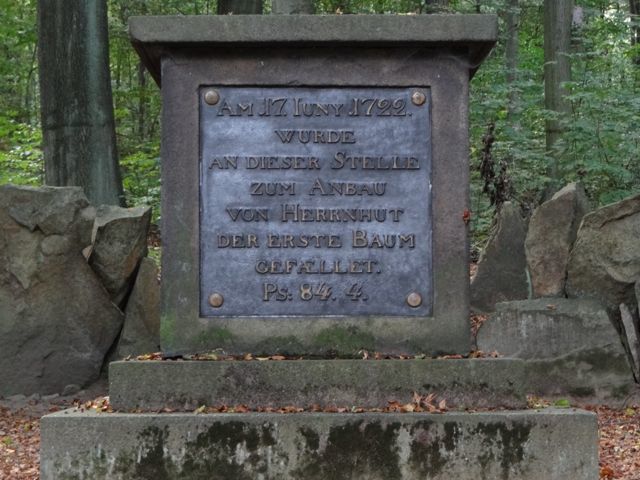 AM 17. IUNY 1722.
WURDE
AN DIESER STELLE
ZUM ANBAU
VON HERRNHUT
DER ERSTE BAUM
GEFÆLLET.
PS: 84. 4.